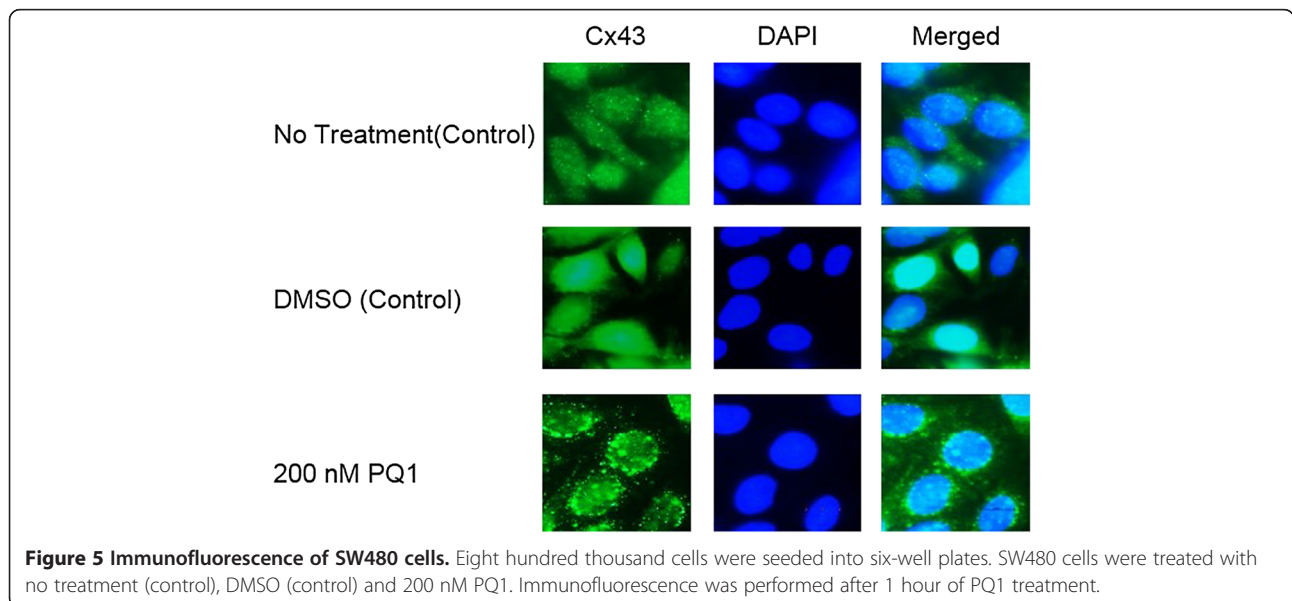 Cx43 DAPI Merged
No Treatment(Control)
DMSO (Control)
200 nM PQ1
Figure 5 Immunofluorescence of SW480 cells. Eight hundred thousand cells were seeded into six-well plates. SW480 cells were treated with
no treatment (control), DMSO (control) and 200 nM PQ1. Immunofluorescence was performed after 1 hour of PQ1 treatment.